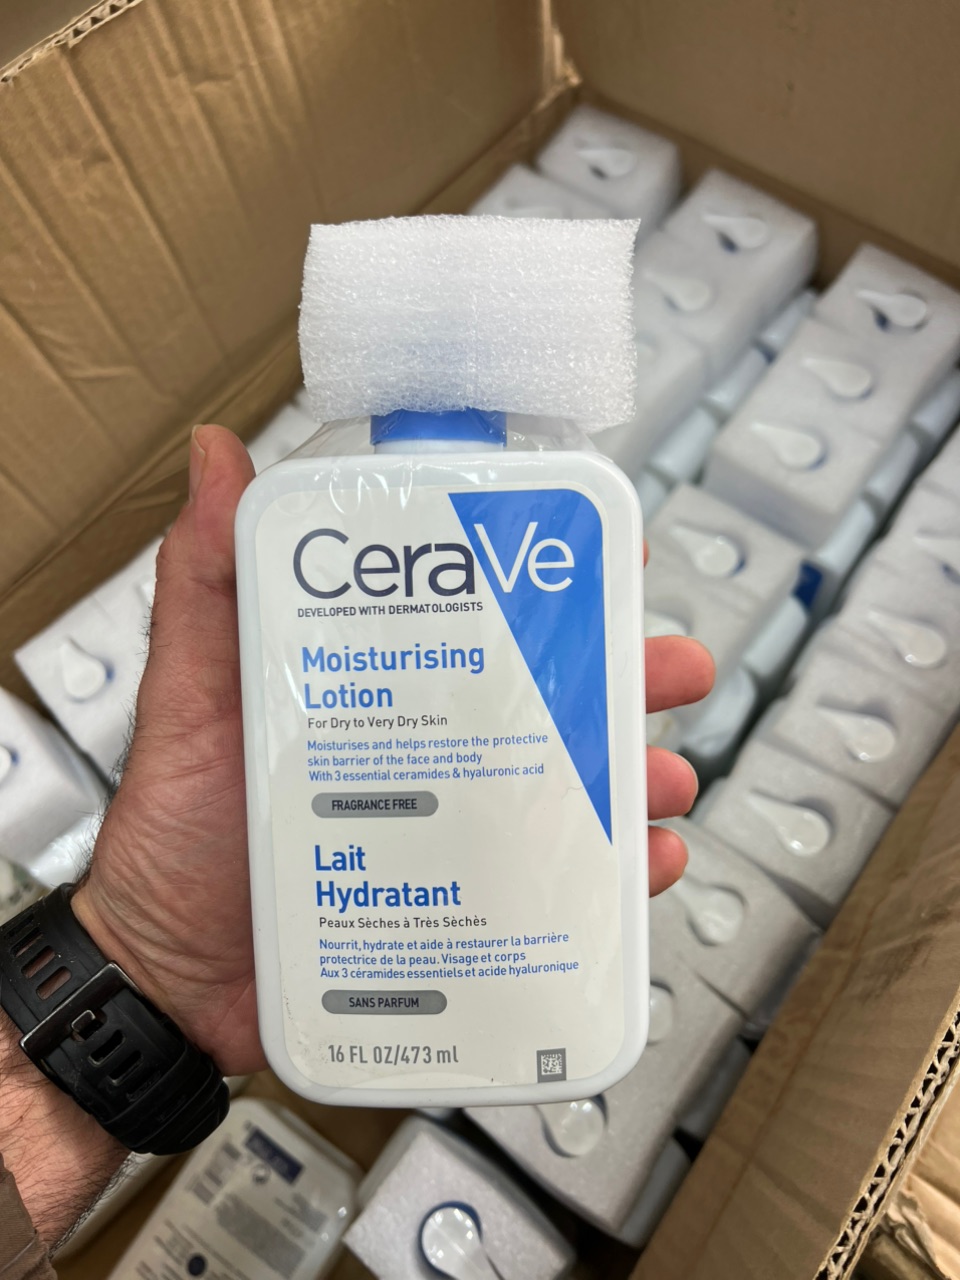 CeraVe
DEVELOPED WITH DERMATOLOGISTS
Moisturising
Lotion
For Dry to Very Dry Skin
Moisturises and helps restore the protective
skin barrier of the face and body
With 3 essential ceramides & hyaluronic acid
FRAGRANCE FREE
Lait
Hydratant
Peaux Sèches à Très Sèchès
Nourrit, hydrate et aide à restaurer la barrière
protectrice de la peau. Visage et corps
Aux 3 céramides essentiels et acide hyaluronique
SANS PARFUM
16 FL OZ/473 ml